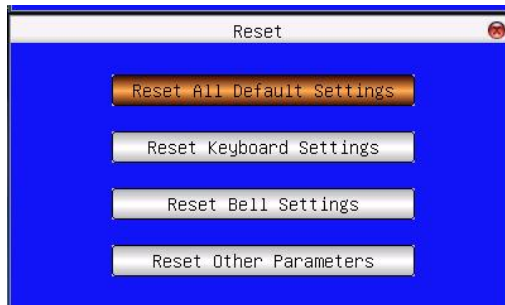 Reset
Reset All Default Settings
Reset Keyboard Settings
Reset Bell Settings
Reset Other Parameters